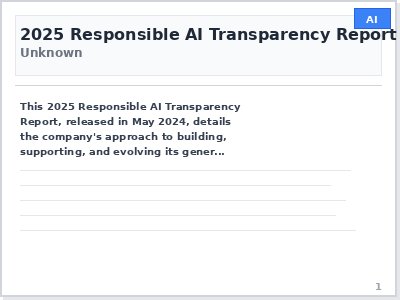 AI
2025 Responsible AI Transparency Report
Unknown
This 2025 Responsible AI Transparency
Report, released in May 2024, details
the company's approach to building,
supporting, and evolving its gener...
1